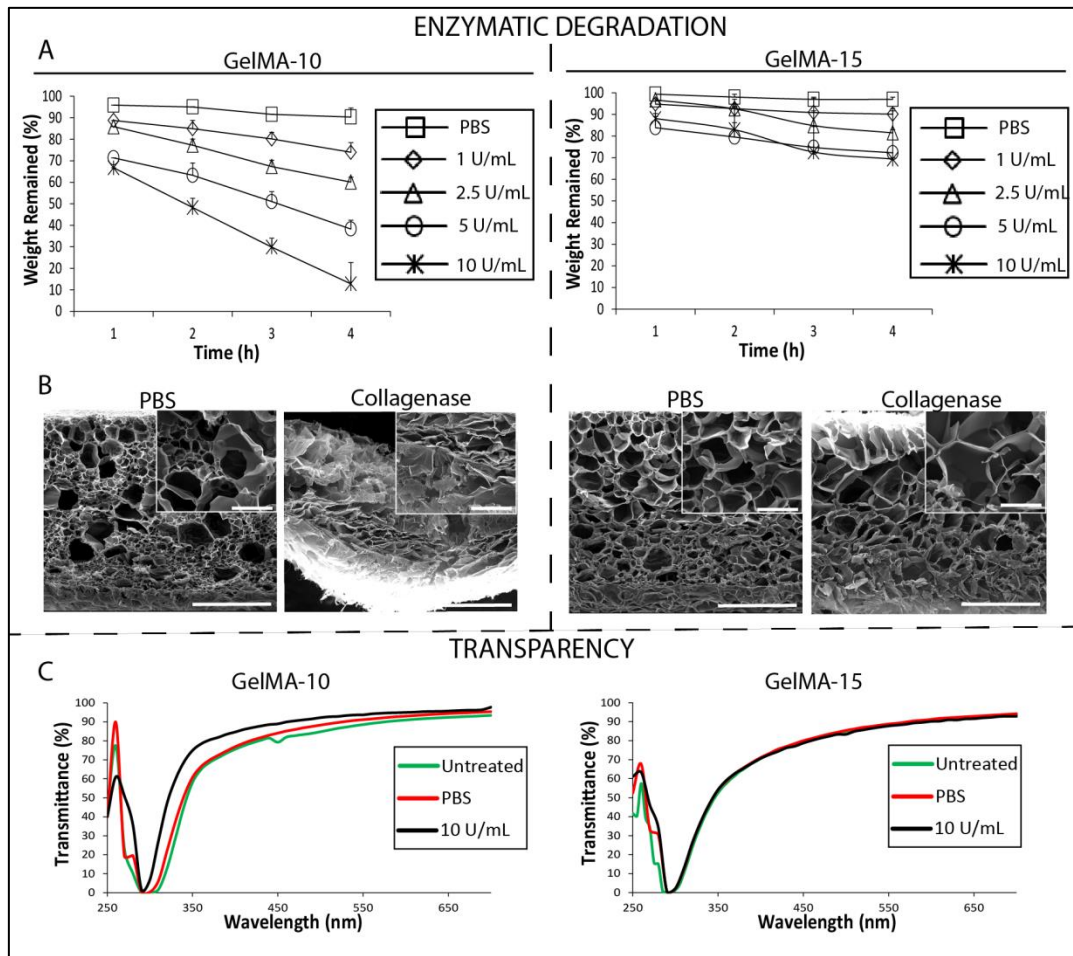 ENZYMATIC DEGRADATION
A
GelMA-10
Weight Remained (%)
100
90
80
70
60
50
40
30
20
10
0
1 2 3 4
Time (h)
PBS
1 U/mL
2.5 U/mL
5 U/mL
10 U/mL
GelMA-15
Weight Remained (%)
100
90
80
70
60
50
40
30
20
10
0
1 2 3 4
Time (h)
PBS
1 U/mL
2.5 U/mL
5 U/mL
10 U/mL
B
PBS
Collagenase
PBS
Collagenase
TRANSPARENCY
C
GelMA-10
Transmittance (%)
100
90
80
70
60
50
40
30
20
10
0
250 350 450 550 650
Wavelength (nm)
Untreated
PBS
10 U/mL
GelMA-15
Transmittance (%)
100
90
80
70
60
50
40
30
20
10
0
250 350 450 550 650
Wavelength (nm)
Untreated
PBS
10 U/mL